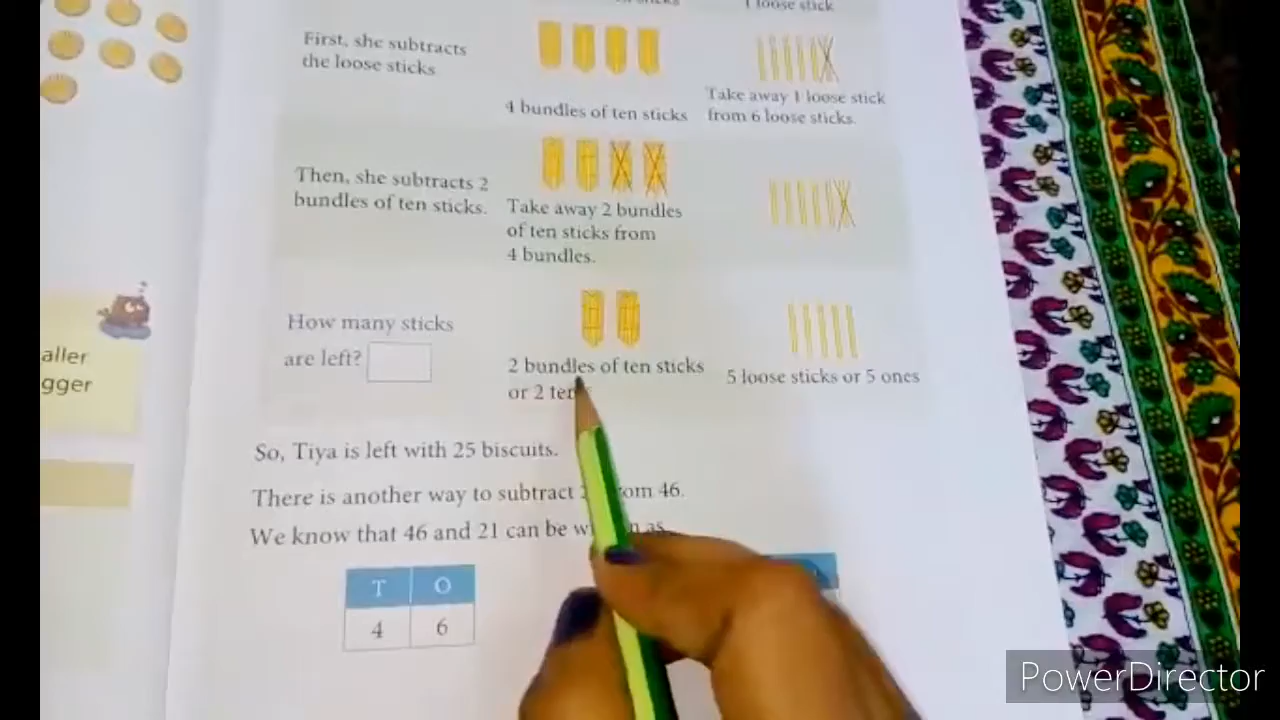 1 loose stick
First, she subtracts
the loose sticks
4 bundles of ten sticks
Take away 1 loose stick
from 6 loose sticks.
Then, she subtracts 2
bundles of ten sticks.
Take away 2 bundles
of ten sticks from
4 bundles.
How many sticks
are left?
2 bundles of ten sticks
or 2
5 loose sticks or 5 ones
aller
gger
So, Tiya is left with 25 biscuits.
There is another way to subtract from 46.
We know that 46 and 21 can be as
T O
4 6
PowerDirector